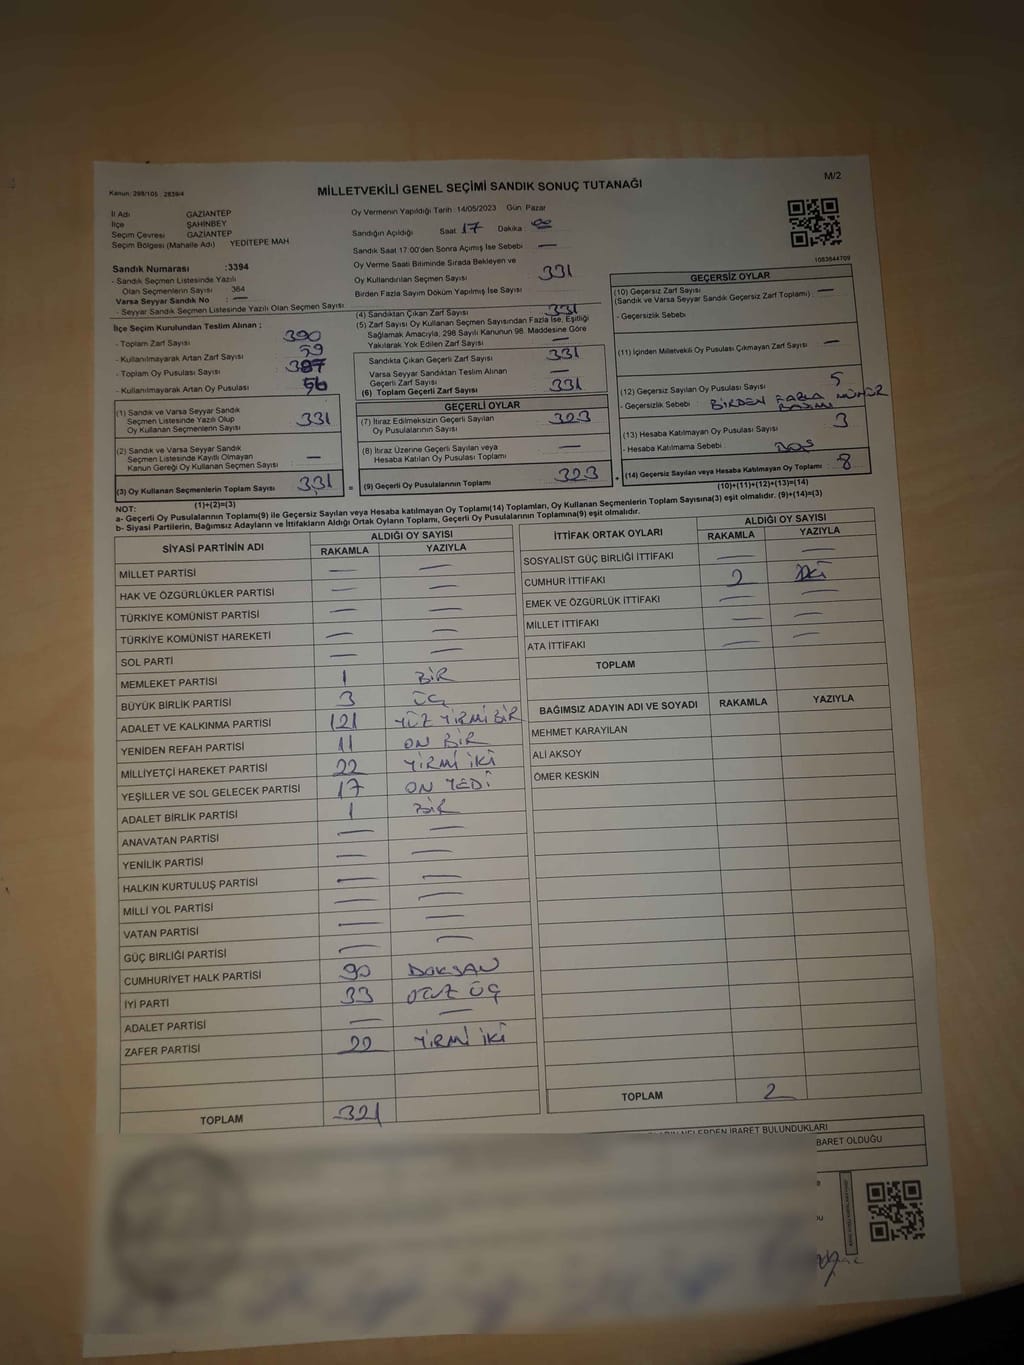 Kanun: 298/105 2839/4
MİLLETVEKİLİ GENEL SEÇİMİ SANDIK SONUÇ TUTANAĞI
M/2
İl Adı GAZİANTEP
İlçe ŞAHİNBEY
Seçim Çevresi GAZİANTEP
Seçim Bölgesi (Mahalle Adı) YEDİTEPE MAH
Sandık Numarası :3394
- Sandık Seçmen Listesinde Yazılı
Olan Seçmenlerin Sayısı 364
Varsa Seyyar Sandık No : —
- Seyyar Sandık Seçmen Listesinde Yazılı Olan Seçmen Sayısı
Oy Vermenin Yapıldığı Tarih :14/05/2023 Gün: Pazar
Sandığın Açıldığı Saat 17 Dakika 00
Sandık Saat 17:00'den Sonra Açımış İse Sebebi —
Oy Verme Saati Bitiminde Sırada Bekleyen ve
Oy Kullandırılan Seçmen Sayısı 331
Birden Fazla Sayım Döküm Yapılmış İse Sayısı
1083844709
İlçe Seçim Kurulundan Teslim Alınan :
- Toplam Zarf Sayısı 390
- Kullanılmayarak Artan Zarf Sayısı 59
- Toplam Oy Pusulası Sayısı 387
- Kullanılmayarak Artan Oy Pusulası 56
(1) Sandık ve Varsa Seyyar Sandık
Seçmen Listesinde Yazılı Olup
Oy Kullanan Seçmenlerin Sayısı 331
(2) Sandık ve Varsa Seyyar Sandık
Seçmen Listesinde Kayıtlı Olmayan
Kanun Gereği Oy Kullanan Seçmen Sayısı —
(3) Oy Kullanan Seçmenlerin Toplam Sayısı 331 =
(1)+(2)=(3)
(4) Sandıktan Çıkan Zarf Sayısı 331
(5) Zarf Sayısı Oy Kullanan Seçmen Sayısından Fazla İse, Eşitliği
Sağlamak Amacıyla, 298 Sayılı Kanunun 98. Maddesine Göre
Yakılarak Yok Edilen Zarf Sayısı —
Sandıkta Çıkan Geçerli Zarf Sayısı 331
Varsa Seyyar Sandıktan Teslim Alınan
Geçerli Zarf Sayısı —
(6) Toplam Geçerli Zarf Sayısı 331
GEÇERLİ OYLAR
(7) İtiraz Edilmeksizin Geçerli Sayılan
Oy Pusulalarının Sayısı 323
(8) İtiraz Üzerine Geçerli Sayılan veya
Hesaba Katılan Oy Pusulası Toplamı —
(9) Geçerli Oy Pusulalarının Toplamı 323 +
GEÇERSİZ OYLAR
(10) Geçersiz Zarf Sayısı
(Sandık ve Varsa Seyyar Sandık Geçersiz Zarf Toplamı) —
- Geçersizlik Sebebi
(11) İçinden Milletvekili Oy Pusulası Çıkmayan Zarf Sayısı —
(12) Geçersiz Sayılan Oy Pusulası Sayısı 5
- Geçersizlik Sebebi BİRDEN FAZLA MÜHÜR
BASIMI
(13) Hesaba Katılmayan Oy Pusulası Sayısı 3
- Hesaba Katılmama Sebebi BOŞ
(14) Geçersiz Sayılan veya Hesaba Katılmayan Oy Toplamı 8
(10)+(11)+(12)+(13)=(14)
NOT:
a- Geçerli Oy Pusulalarının Toplamı(9) ile Geçersiz Sayılan veya Hesaba katılmayan Oy Toplamı(14) Toplamları, Oy Kullanan Seçmenlerin Toplam Sayısına(3) eşit olmalıdır. (9)+(14)=(3)
b- Siyasi Partilerin, Bağımsız Adayların ve İttifakların Aldığı Ortak Oyların Toplamı, Geçerli Oy Pusulalarının Toplamına(9) eşit olmalıdır.
SİYASİ PARTİNİN ADI ALDIĞI OY SAYISI
RAKAMLA YAZIYLA
MİLLET PARTİSİ — —
HAK VE ÖZGÜRLÜKLER PARTİSİ — —
TÜRKİYE KOMÜNİST PARTİSİ — —
TÜRKİYE KOMÜNİST HAREKETİ — —
SOL PARTİ — —
MEMLEKET PARTİSİ 1 BİR
BÜYÜK BİRLİK PARTİSİ 3 ÜÇ
ADALET VE KALKINMA PARTİSİ 121 YÜZ YİRMİ BİR
YENİDEN REFAH PARTİSİ 11 ON BİR
MİLLİYETÇİ HAREKET PARTİSİ 22 YİRMİ İKİ
YEŞİLLER VE SOL GELECEK PARTİSİ 17 ON YEDİ
ADALET BİRLİK PARTİSİ 1 BİR
ANAVATAN PARTİSİ — —
YENİLİK PARTİSİ — —
HALKIN KURTULUŞ PARTİSİ — —
MİLLİ YOL PARTİSİ — —
VATAN PARTİSİ — —
GÜÇ BİRLİĞİ PARTİSİ — —
CUMHURİYET HALK PARTİSİ 90 DOKSAN
İYİ PARTİ 33 OTUZ ÜÇ
ADALET PARTİSİ — —
ZAFER PARTİSİ 22 YİRMİ İKİ
TOPLAM 321
İTTİFAK ORTAK OYLARI ALDIĞI OY SAYISI
RAKAMLA YAZIYLA
SOSYALİST GÜÇ BİRLİĞİ İTTİFAKI — —
CUMHUR İTTİFAKI 2 İKİ
EMEK VE ÖZGÜRLÜK İTTİFAKI — —
MİLLET İTTİFAKI — —
ATA İTTİFAKI — —
TOPLAM
BAĞIMSIZ ADAYIN ADI VE SOYADI RAKAMLA YAZIYLA
MEHMET KARAYILAN
ALİ AKSOY
ÖMER KESKİN
TOPLAM 2
NELERDEN İBARET BULUNDUKLARI
İBARET OLDUĞU